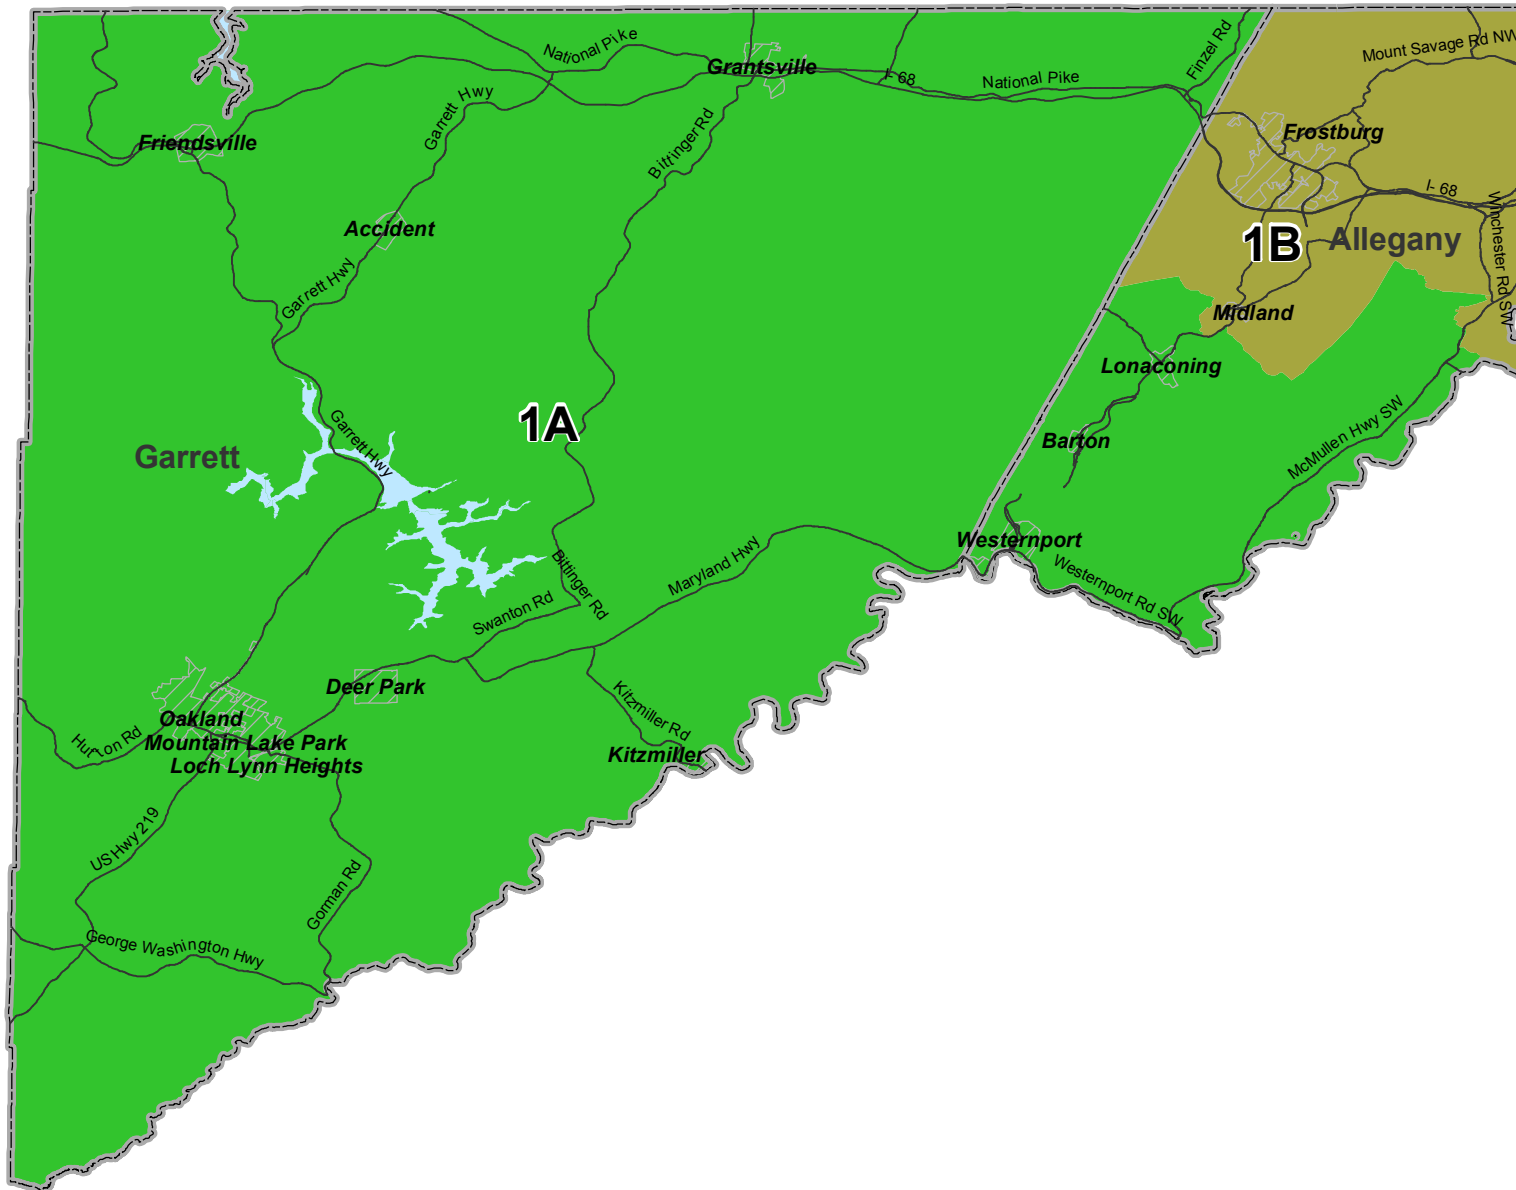 National Pike
Grantsville
I- 68
National Pike
Finzel Rd
Mount Savage Rd NW
Friendsville
Garrett Hwy
Bittinger Rd
Frostburg
I- 68
Winchester Rd SW
Accident
1B
Allegany
Garrett Hwy
Midland
Lonaconing
1A
Garrett Hwy
Garrett
Barton
McMullen Hwy SW
Westernport
Bittinger Rd
Maryland Hwy
Westernport Rd SW
Swanton Rd
Deer Park
Kitzmiller Rd
Oakland
Hutton Rd
Mountain Lake Park
Kitzmiller
Loch Lynn Heights
US Hwy 219
Gorman Rd
George Washington Hwy